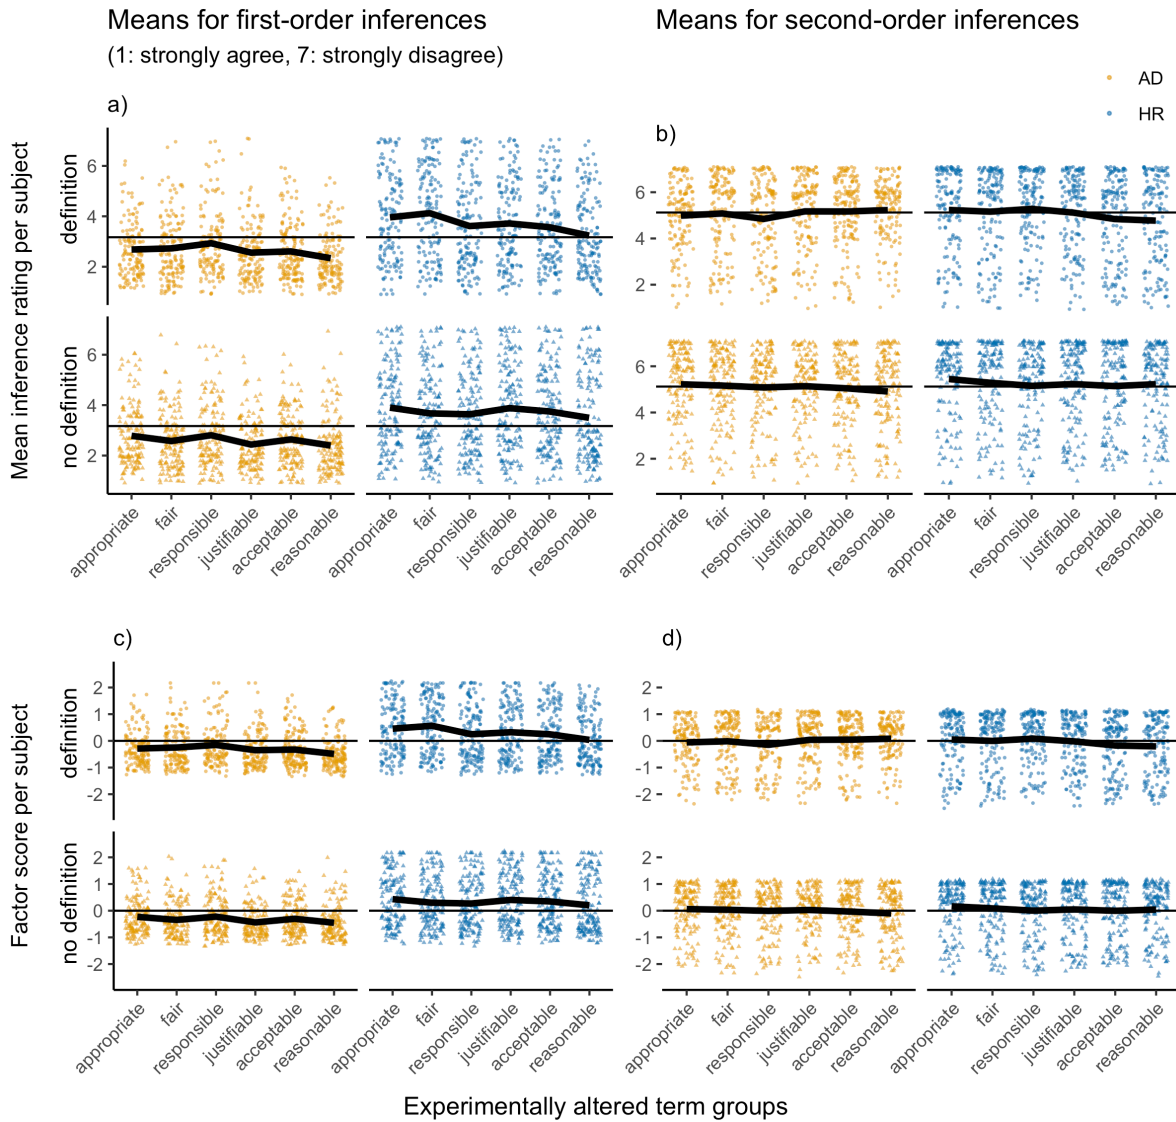 Means for first-order inferences
(1: strongly agree, 7: strongly disagree)
Means for second-order inferences
AD
HR
a)
b)
Mean inference rating per subject
definition
6
4
2
6
4
2
no definition
6
4
2
6
4
2
appropriate
fair
responsible
justifiable
acceptable
reasonable
appropriate
fair
responsible
justifiable
acceptable
reasonable
appropriate
fair
responsible
justifiable
acceptable
reasonable
appropriate
fair
responsible
justifiable
acceptable
reasonable
c)
d)
Factor score per subject
definition
2
1
0
-1
-2
2
1
0
-1
-2
no definition
2
1
0
-1
-2
2
1
0
-1
-2
appropriate
fair
responsible
justifiable
acceptable
reasonable
appropriate
fair
responsible
justifiable
acceptable
reasonable
appropriate
fair
responsible
justifiable
acceptable
reasonable
appropriate
fair
responsible
justifiable
acceptable
reasonable
Experimentally altered term groups